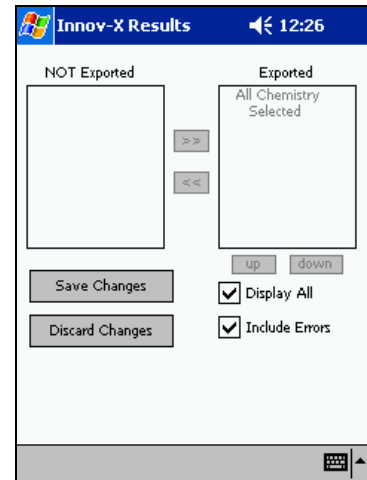 Innov-X Results 12:26
NOT Exported Exported
All Chemistry
Selected
>>
<<
up down
Save Changes
Display All
Discard Changes
Include Errors